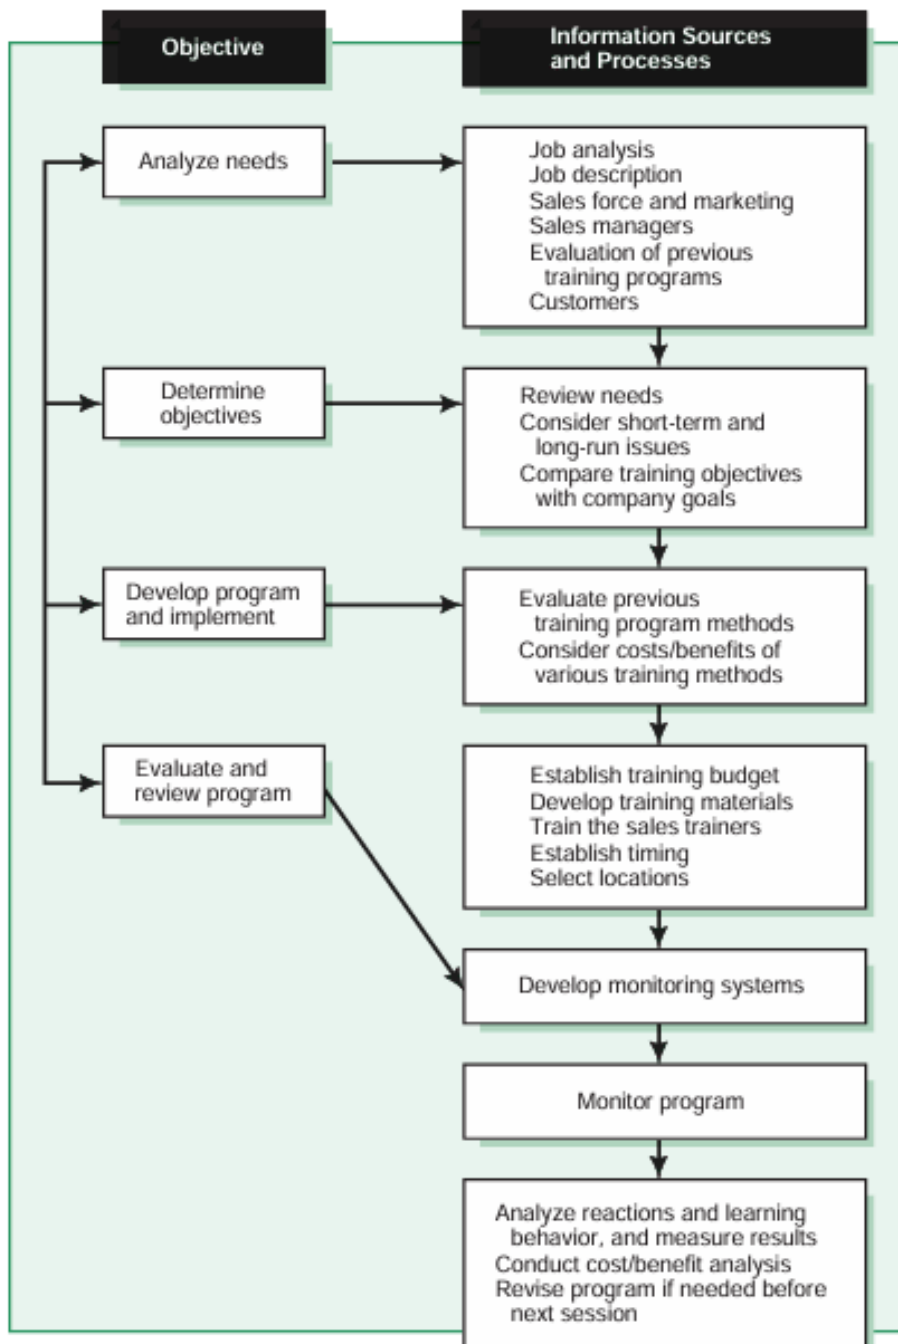 Objective
Information Sources
and Processes
Analyze needs
Job analysis
Job description
Sales force and marketing
Sales managers
Evaluation of previous
training programs
Customers
Determine
objectives
Review needs
Consider short-term and
long-run issues
Compare training objectives
with company goals
Develop program
and implement
Evaluate previous
training program methods
Consider costs/benefits of
various training methods
Evaluate and
review program
Establish training budget
Develop training materials
Train the sales trainers
Establish timing
Select locations
Develop monitoring systems
Monitor program
Analyze reactions and learning
behavior, and measure results
Conduct cost/benefit analysis
Revise program if needed before
next session